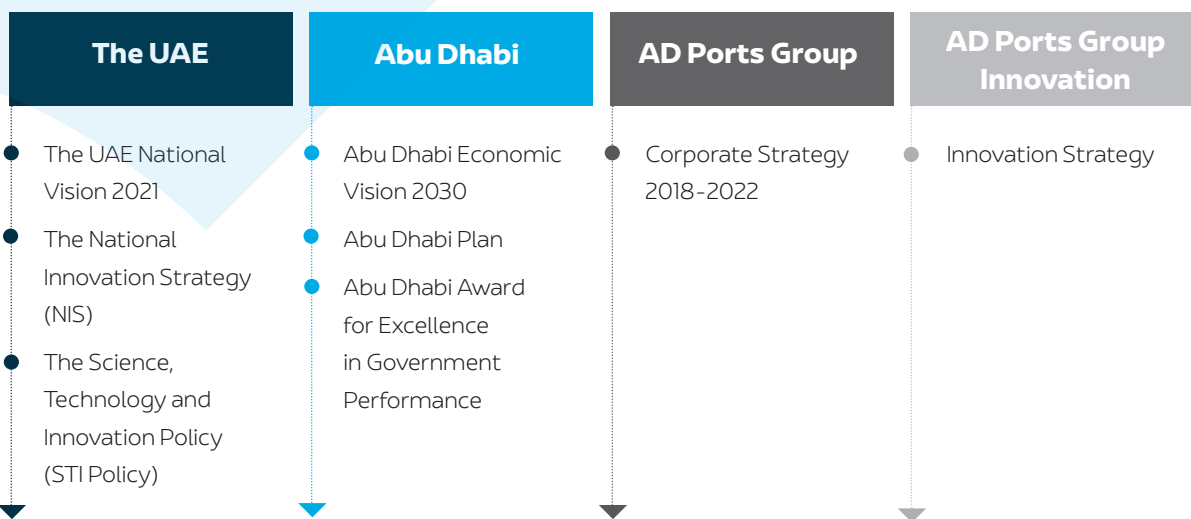 The UAE
The UAE National
Vision 2021
The National
Innovation Strategy
(NIS)
The Science,
Technology and
Innovation Policy
(STI Policy)
Abu Dhabi
Abu Dhabi Economic
Vision 2030
Abu Dhabi Plan
Abu Dhabi Award
for Excellence
in Government
Performance
AD Ports Group
Corporate Strategy
2018-2022
AD Ports Group
Innovation
Innovation Strategy